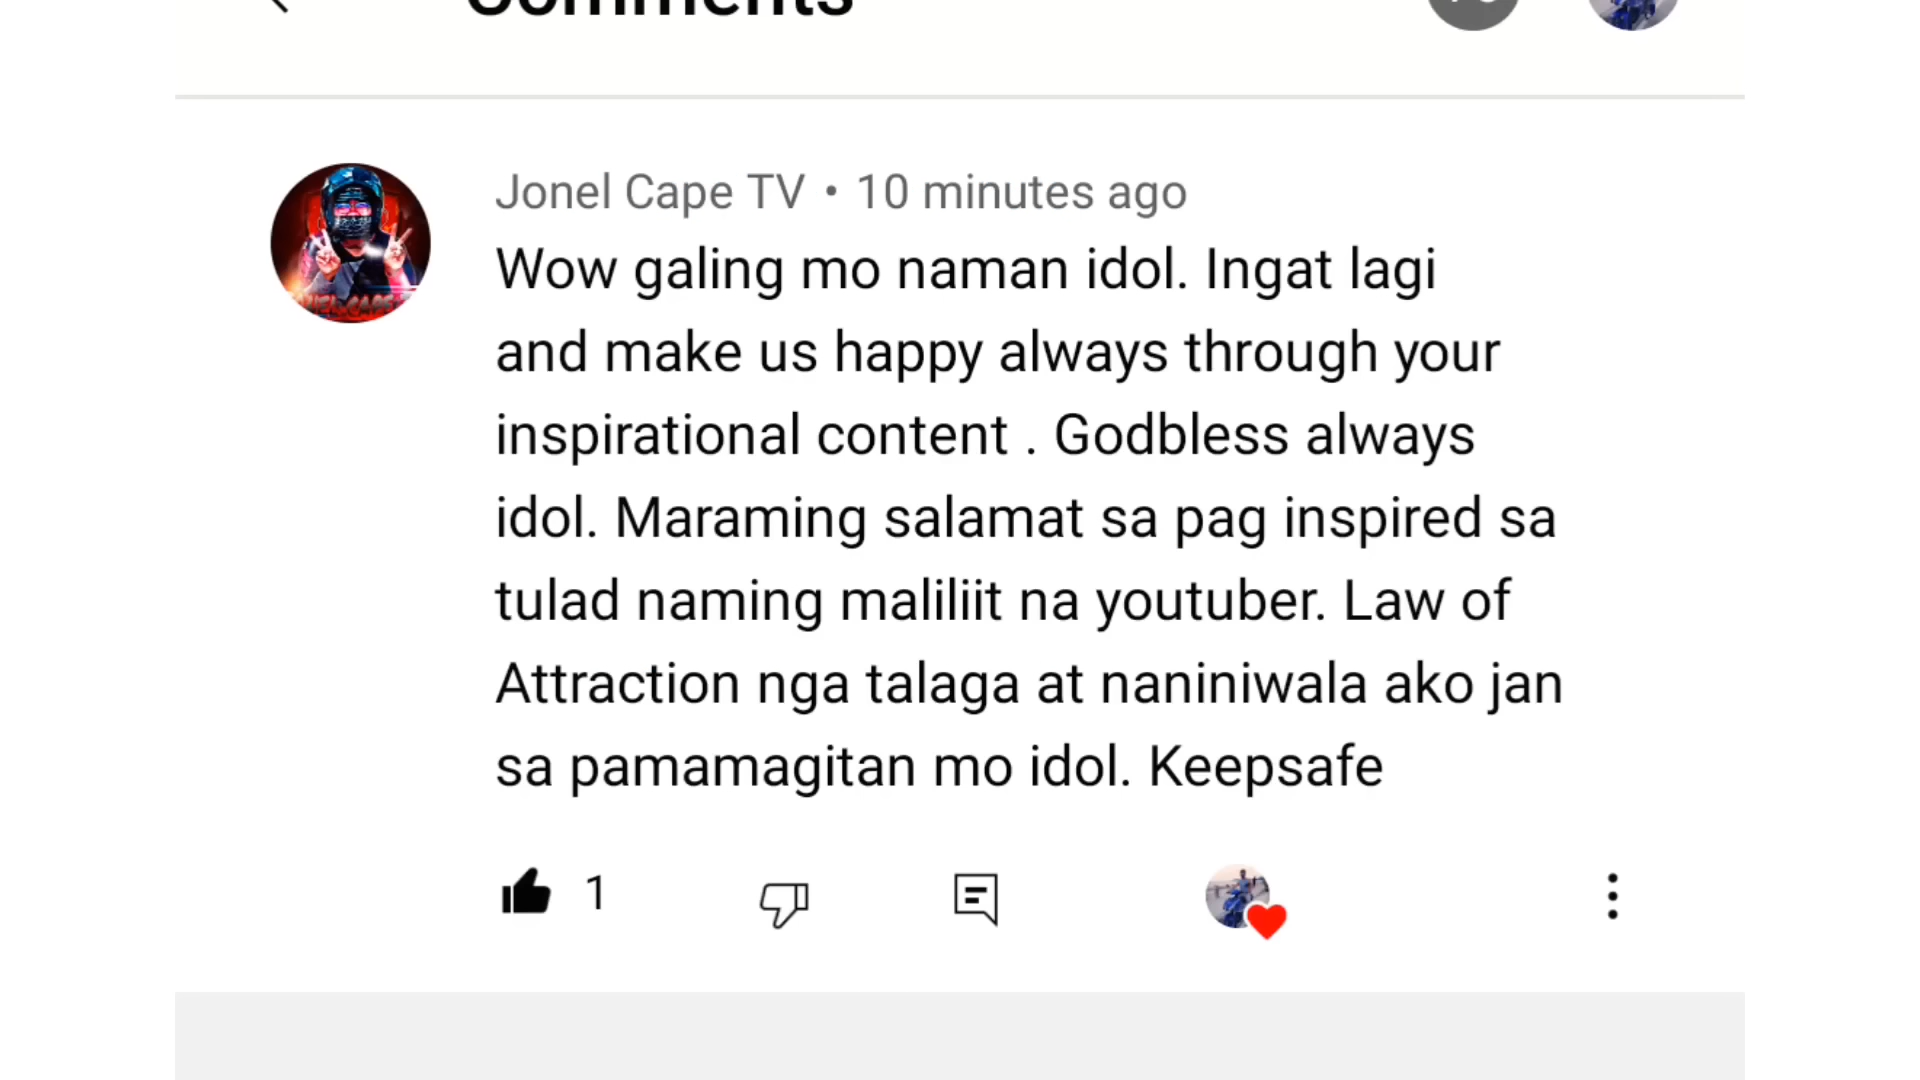 Comments
Jonel Cape TV • 10 minutes ago
Wow galing mo naman idol. Ingat lagi
and make us happy always through your
inspirational content . Godbless always
idol. Maraming salamat sa pag inspired sa
tulad naming maliliit na youtuber. Law of
Attraction nga talaga at naniniwala ako jan
sa pamamagitan mo idol. Keepsafe
1